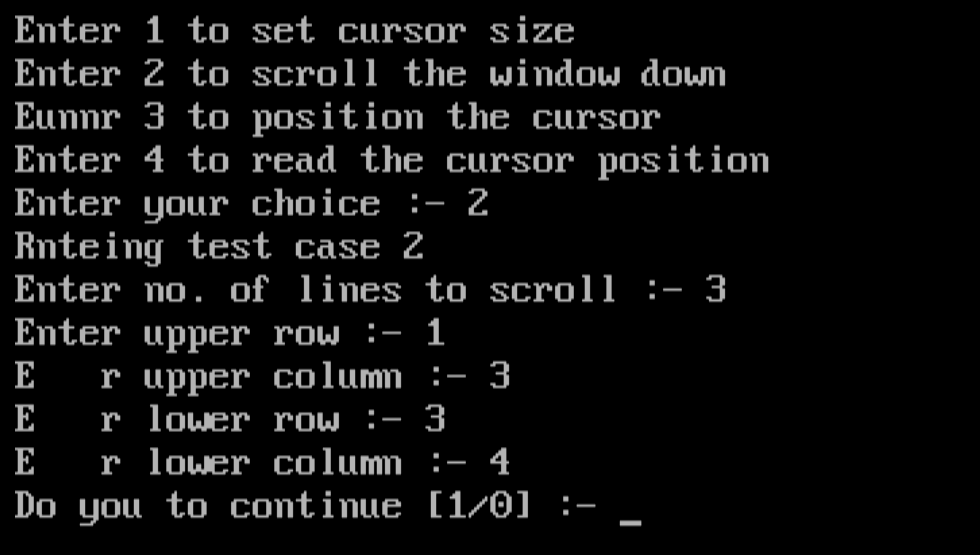 Enter 1 to set cursor size
Enter 2 to scroll the window down
Eunnr 3 to position the cursor
Enter 4 to read the cursor position
Enter your choice :- 2
Rnteing test case 2
Enter no. of lines to scroll :- 3
Enter upper row :- 1
E   r upper column :- 3
E   r lower row :- 3
E   r lower column :- 4
Do you to continue [1/0] :- _